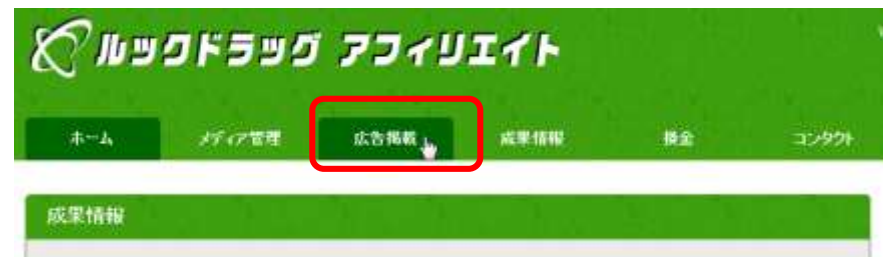 ルックドラッグ アフィリエイト
ホーム メディア管理 広告掲載 成果情報 換金 コンタクト
成果情報